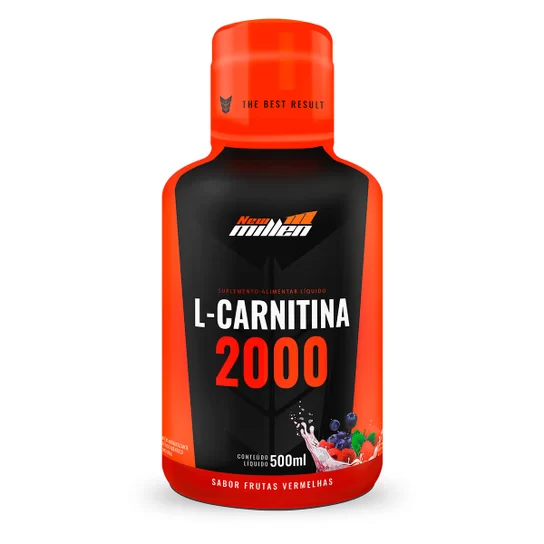 THE BEST RESULT
New
millen
SUPLEMENTO ALIMENTAR LÍQUIDO
L-CARNITINA
2000
CONTEÚDO
LÍQUIDO 500ml
SABOR FRUTAS VERMELHAS